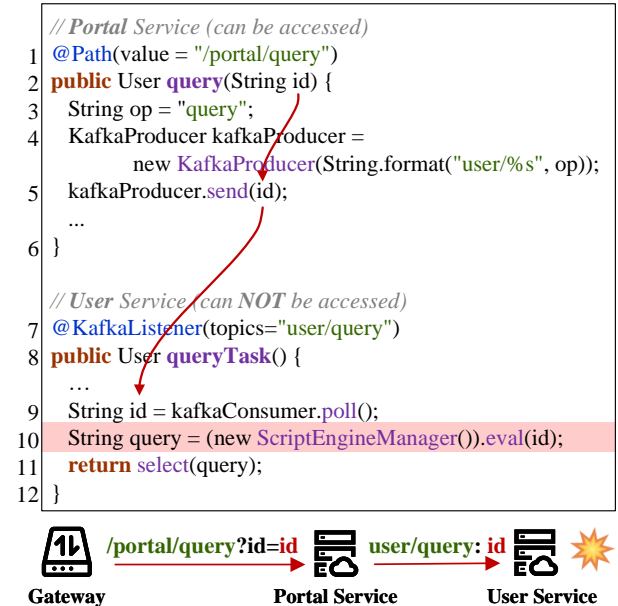 // Portal Service (can be accessed)
1 @Path(value = "/portal/query")
2 public User query(String id) {
3 String op = "query";
4 KafkaProducer kafkaProducer =
new KafkaProducer(String.format("user/%s", op));
5 kafkaProducer.send(id);
...
6 }
// User Service (can NOT be accessed)
7 @KafkaListener(topics="user/query")
8 public User queryTask() {
…
9 String id = kafkaConsumer.poll();
10 String query = (new ScriptEngineManager()).eval(id);
11 return select(query);
12 }
/portal/query?id=id user/query: id
Gateway Portal Service User Service